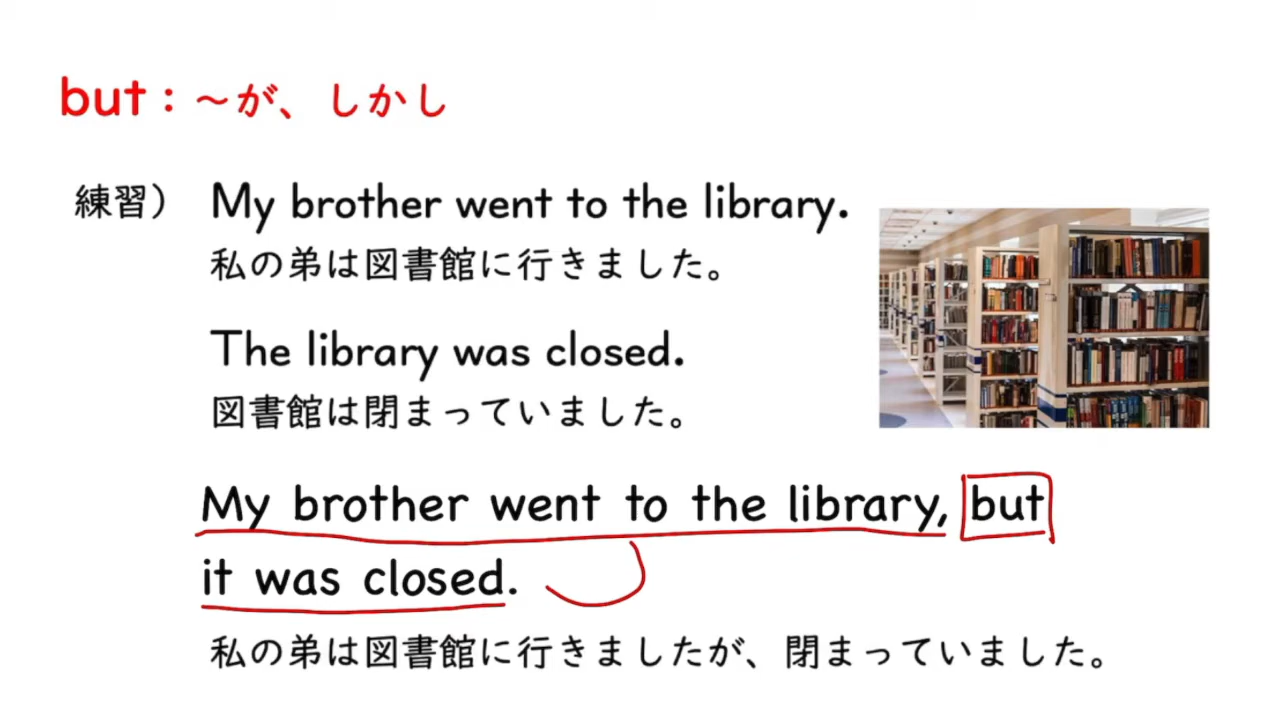 but：～が、しかし
練習） My brother went to the library.
私の弟は図書館に行きました。
The library was closed.
図書館は閉まっていました。
My brother went to the library, but
it was closed.
私の弟は図書館に行きましたが、閉まっていました。